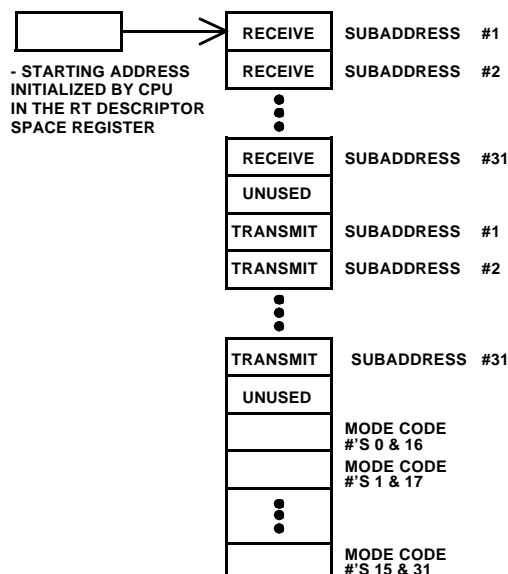 RECEIVE SUBADDRESS #1
- STARTING ADDRESS
INITIALIZED BY CPU
IN THE RT DESCRIPTOR
SPACE REGISTER
RECEIVE SUBADDRESS #2
RECEIVE SUBADDRESS #31
UNUSED
TRANSMIT SUBADDRESS #1
TRANSMIT SUBADDRESS #2
TRANSMIT SUBADDRESS #31
UNUSED
MODE CODE
#'S 0 & 16
MODE CODE
#'S 1 & 17
MODE CODE
#'S 15 & 31